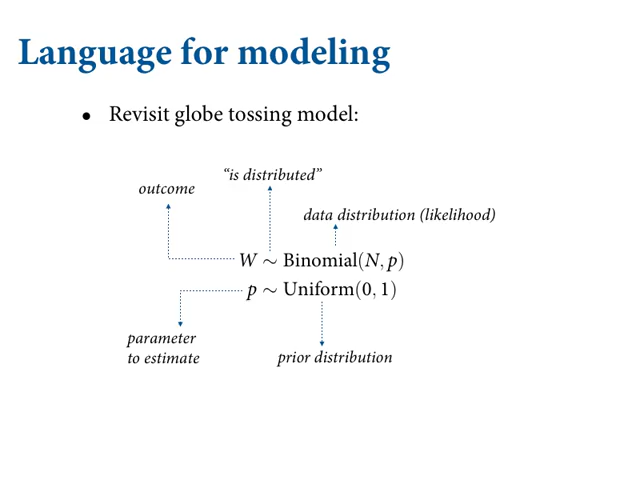 Language for modeling
• Revisit globe tossing model:
“is distributed”
outcome
data distribution (likelihood)
W ∼ Binomial(N, p)
p ∼ Uniform(0, 1)
parameter
to estimate
prior distribution